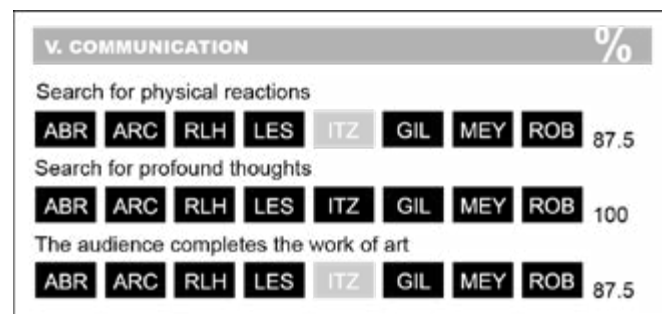 V. COMMUNICATION %
Search for physical reactions
ABR ARC RLH LES ITZ GIL MEY ROB 87.5
Search for profound thoughts
ABR ARC RLH LES ITZ GIL MEY ROB 100
The audience completes the work of art
ABR ARC RLH LES ITZ GIL MEY ROB 87.5